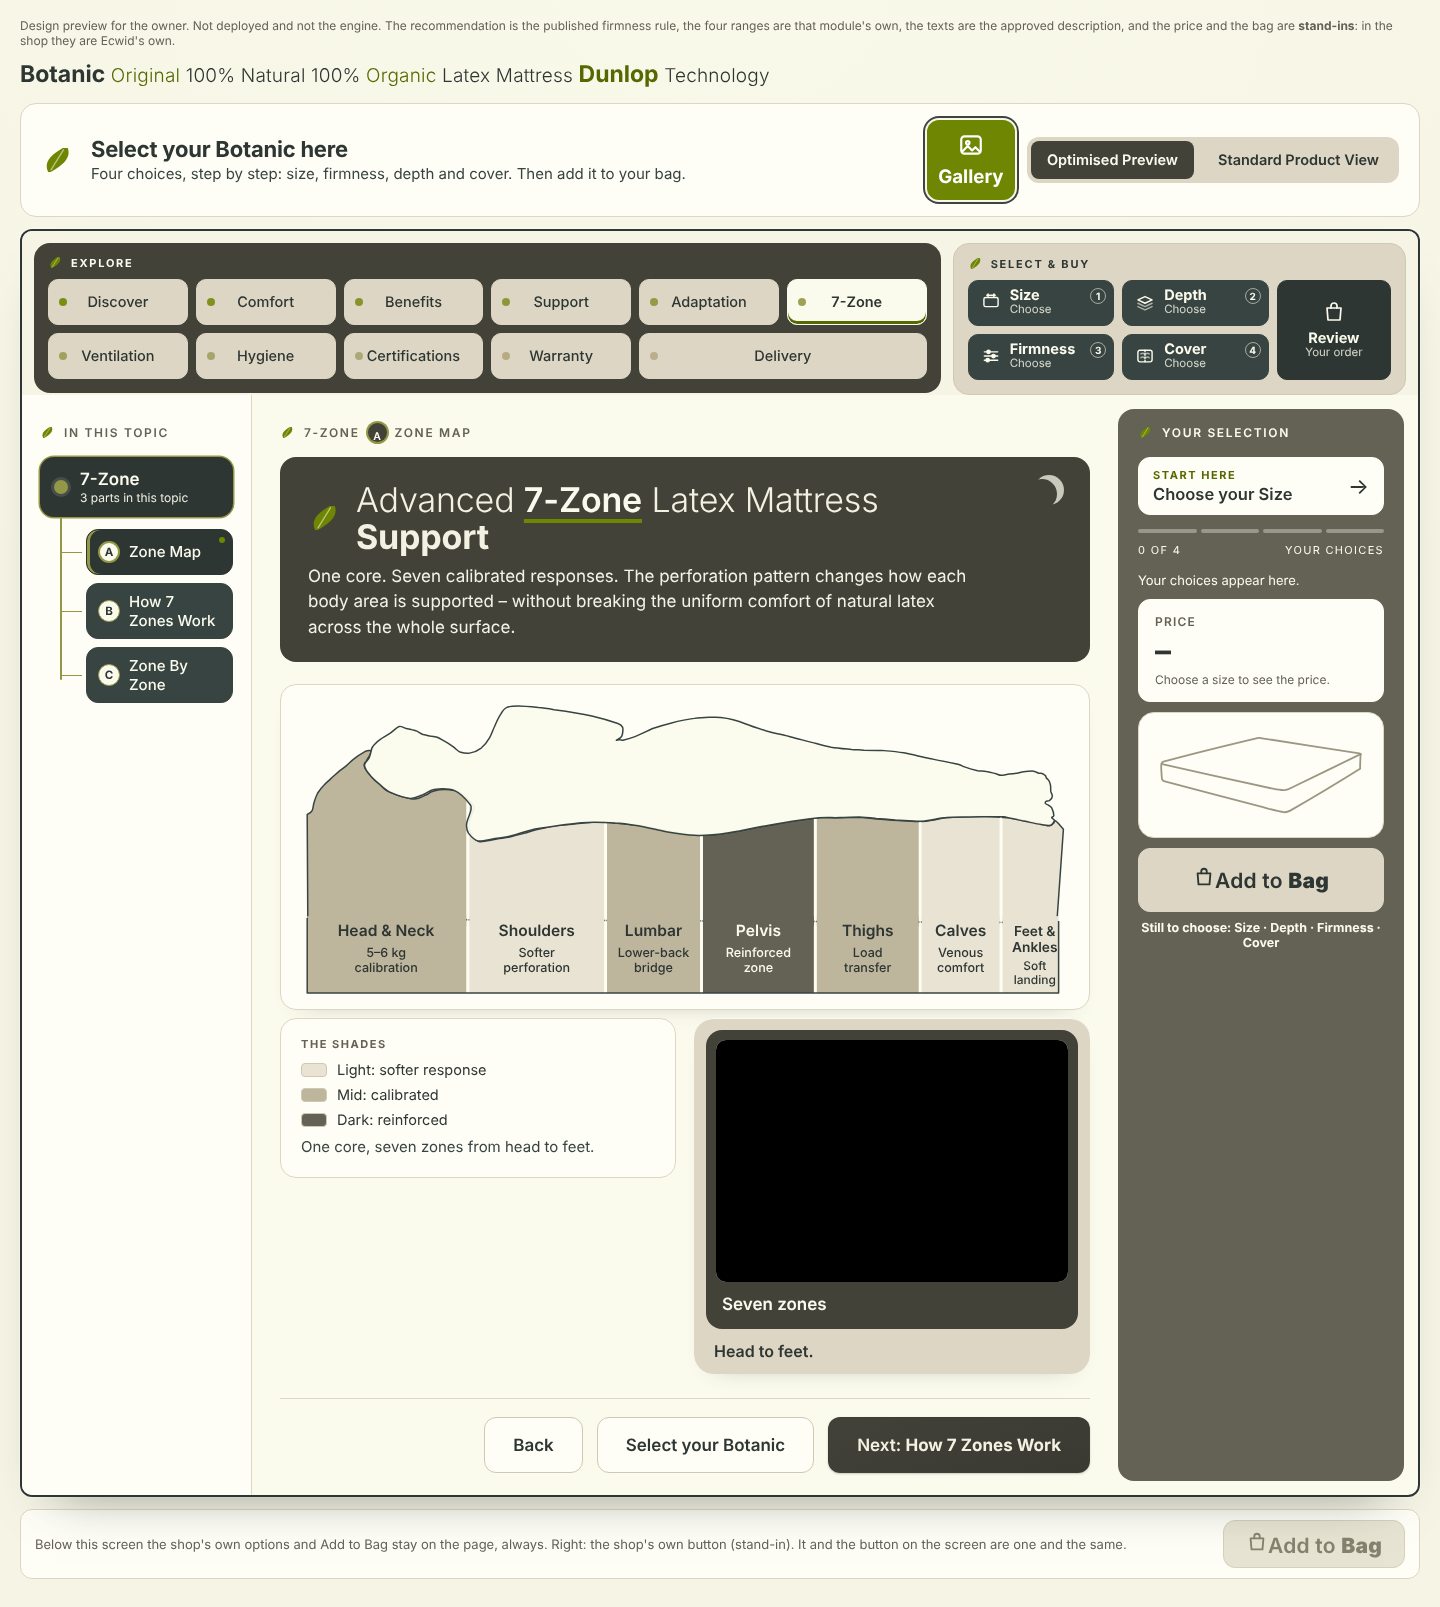 Design preview for the owner. Not deployed and not the engine. The recommendation is the published firmness rule, the four ranges are that module's own, the texts are the approved description, and the price and the bag are stand-ins: in the
shop they are Ecwid's own.
Botanic Original 100% Natural 100% Organic Latex Mattress Dunlop Technology
Select your Botanic here
Four choices, step by step: size, firmness, depth and cover. Then add it to your bag.
Gallery
Optimised Preview
Standard Product View
EXPLORE
Discover
Comfort
Benefits
Support
Adaptation
7-Zone
Ventilation
Hygiene
Certifications
Warranty
Delivery
SELECT & BUY
Size
Choose
1
Depth
Choose
2
Firmness
Choose
3
Cover
Choose
4
Review
Your order
IN THIS TOPIC
7-Zone
3 parts in this topic
A
Zone Map
B
How 7
Zones Work
C
Zone By
Zone
7-ZONE A ZONE MAP
Advanced 7-Zone Latex Mattress
Support
One core. Seven calibrated responses. The perforation pattern changes how each
body area is supported – without breaking the uniform comfort of natural latex
across the whole surface.
Head & Neck
5–6 kg
calibration
Shoulders
Softer
perforation
Lumbar
Lower-back
bridge
Pelvis
Reinforced
zone
Thighs
Load
transfer
Calves
Venous
comfort
Feet &
Ankles
Soft
landing
THE SHADES
Light: softer response
Mid: calibrated
Dark: reinforced
One core, seven zones from head to feet.
Seven zones
Head to feet.
Back
Select your Botanic
Next: How 7 Zones Work
YOUR SELECTION
START HERE
Choose your Size
0 OF 4
YOUR CHOICES
Your choices appear here.
PRICE
–
Choose a size to see the price.
Add to Bag
Still to choose: Size · Depth · Firmness ·
Cover
Below this screen the shop's own options and Add to Bag stay on the page, always. Right: the shop's own button (stand-in). It and the button on the screen are one and the same.
Add to Bag